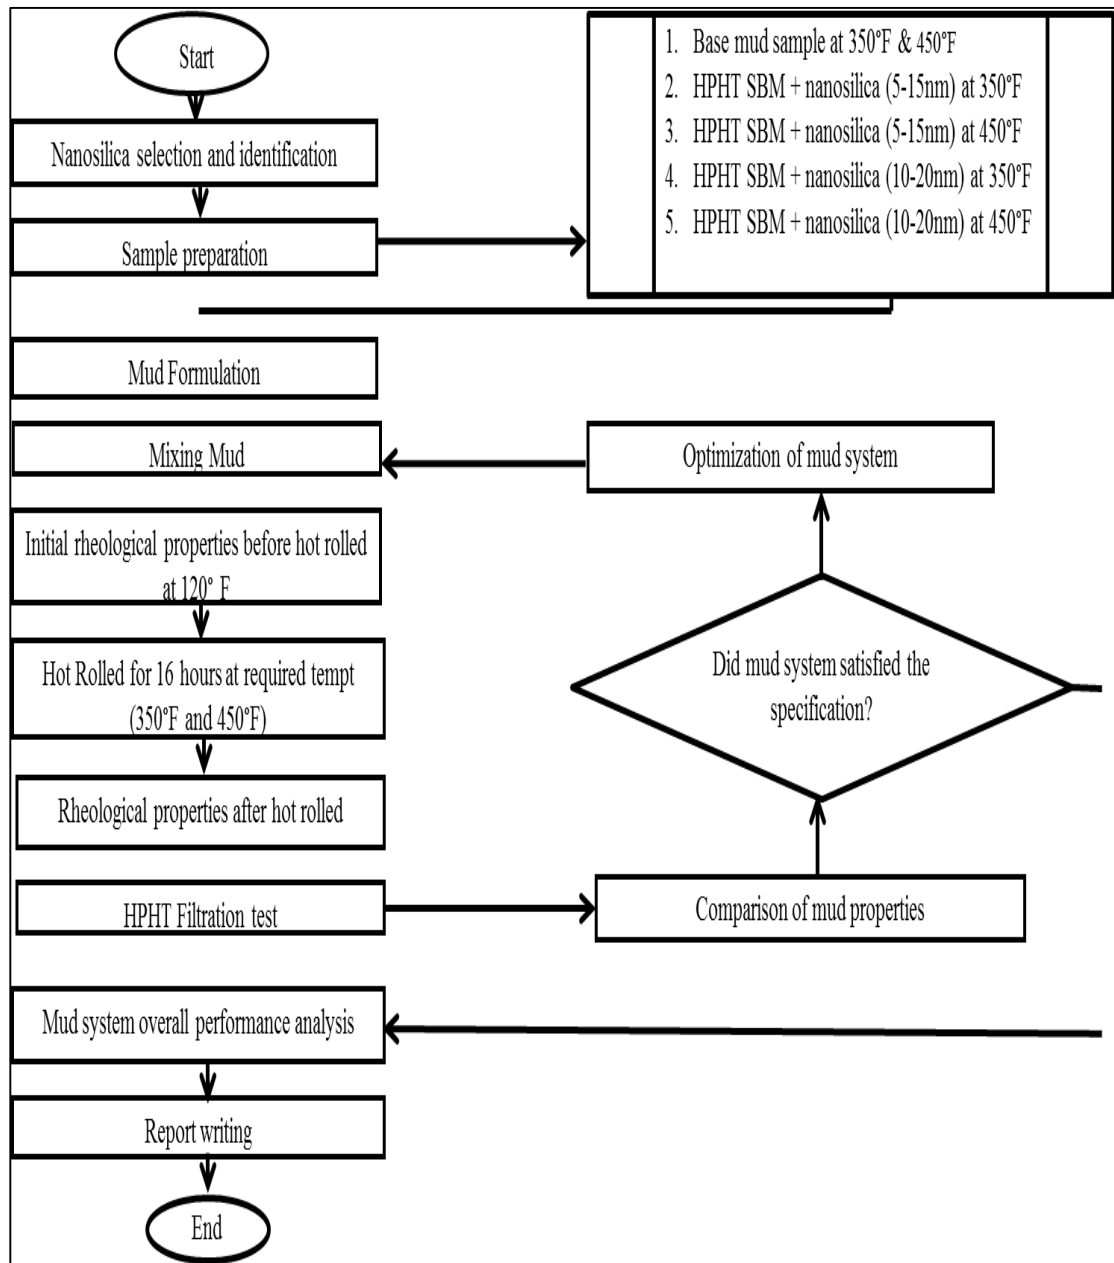 Start
Nanosilica selection and identification
Sample preparation
1. Base mud sample at 350°F & 450°F
2. HPHT SBM + nanosilica (5-15nm) at 350°F
3. HPHT SBM + nanosilica (5-15nm) at 450°F
4. HPHT SBM + nanosilica (10-20nm) at 350°F
5. HPHT SBM + nanosilica (10-20nm) at 450°F
Mud Formulation
Mixing Mud
Optimization of mud system
Initial rheological properties before hot rolled
at 120° F
Hot Rolled for 16 hours at required tempt
(350°F and 450°F)
Did mud system satisfied the
specification?
Rheological properties after hot rolled
HPHT Filtration test
Comparison of mud properties
Mud system overall performance analysis
Report writing
End